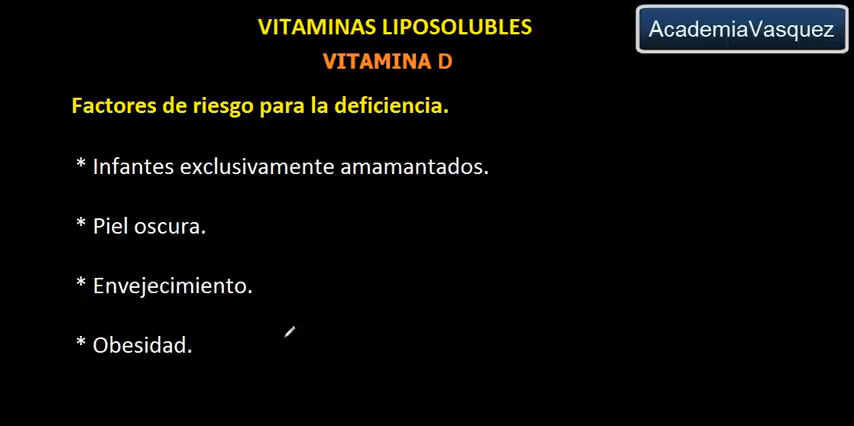 VITAMINAS LIPOSOLUBLES
AcademiaVasquez
VITAMINA D
Factores de riesgo para la deficiencia.
* Infantes exclusivamente amamantados.
* Piel oscura.
* Envejecimiento.
* Obesidad.